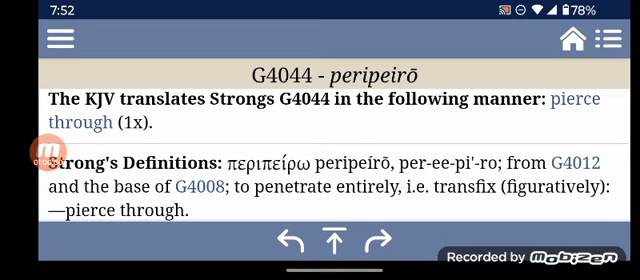 7:52
78%
G4044 - peripeirō
The KJV translates Strongs G4044 in the following manner: pierce
through (1x).
Strong's Definitions: περιπείρω peripeírō, per-ee-pi'-ro; from G4012
and the base of G4008; to penetrate entirely, i.e. transfix (figuratively):
—pierce through.
Recorded by Mobizen